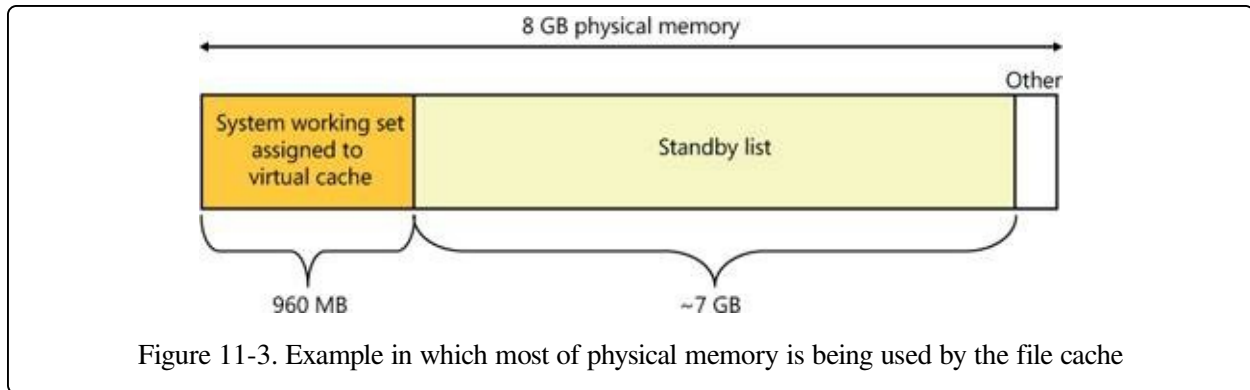 8 GB physical memory
Other
System working set
assigned to
virtual cache
Standby list
960 MB
~7 GB
Figure 11-3. Example in which most of physical memory is being used by the file cache